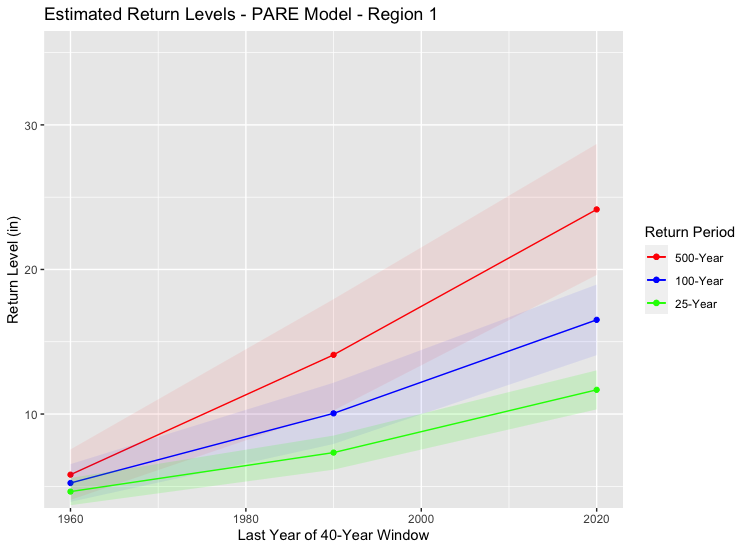 Estimated Return Levels - PARE Model - Region 1
Return Level (in)
30
20
10
1960
1980
2000
2020
Last Year of 40-Year Window
Return Period
500-Year
100-Year
25-Year